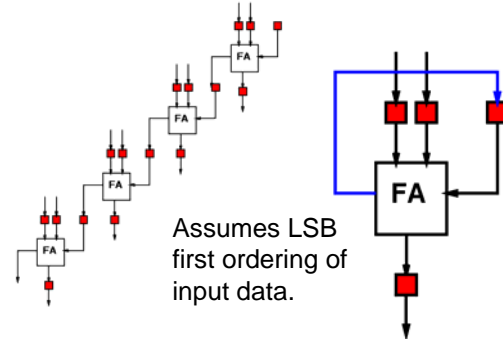 FA
FA
FA
FA
FA
Assumes LSB
first ordering of
input data.